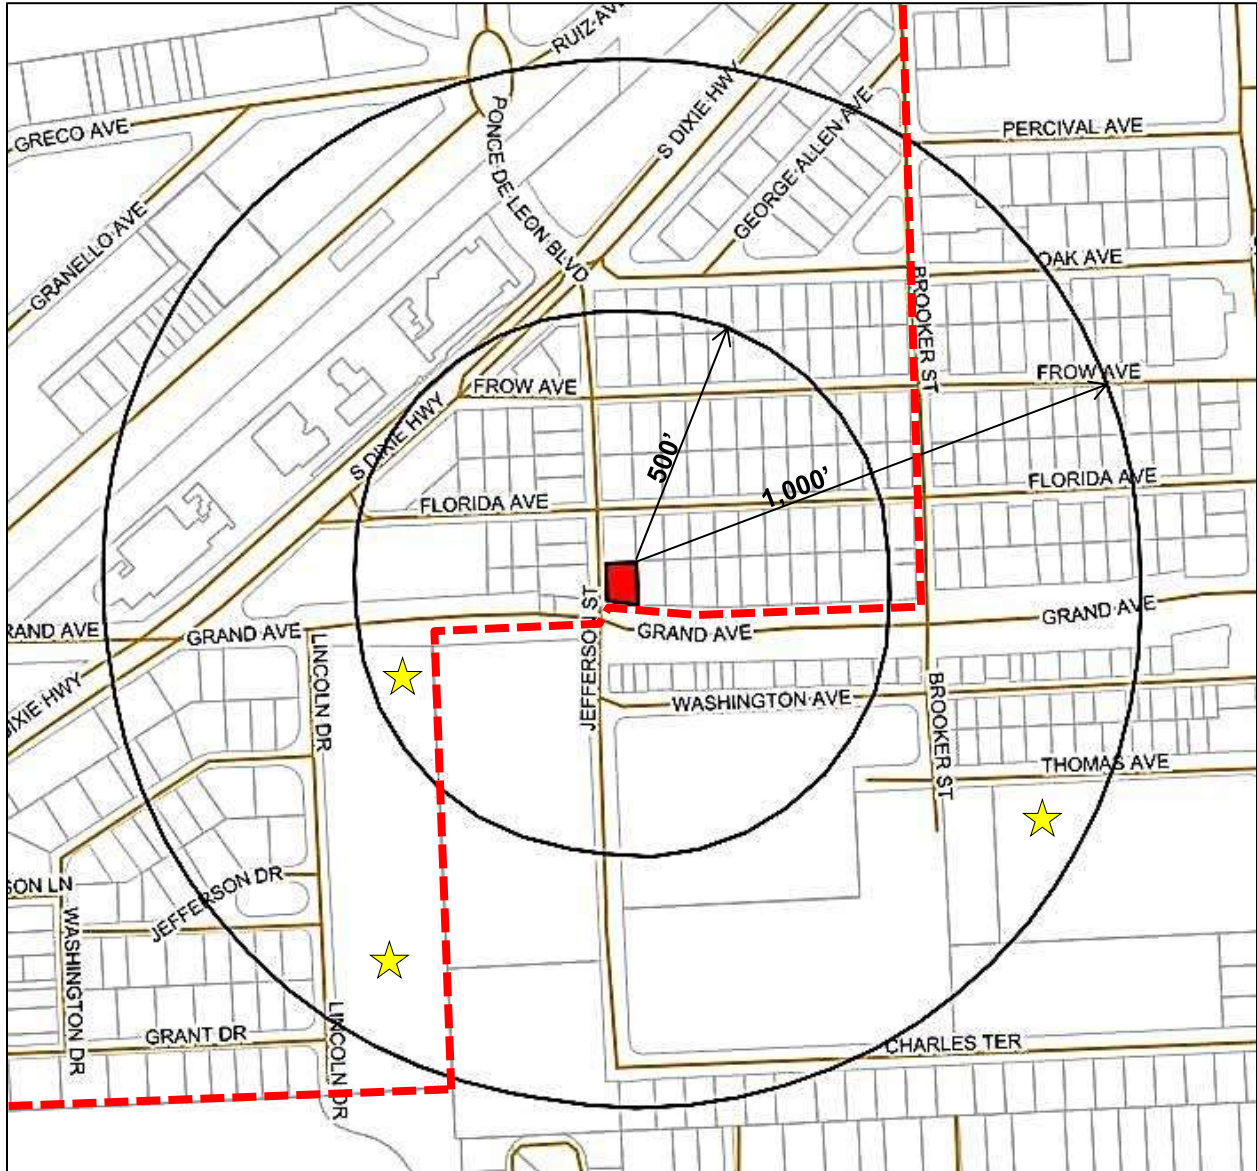 RUIZ AV
GRECO AVE
PONCE DE LEON BLVD
S DIXIE HWY
GEORGE ALLEN AVE
PERCIVAL AVE
GRANELLO AVE
OAK AVE
BROOKER ST
FROW AVE
FROW AVE
S DIXIE HWY
500'
1,000'
FLORIDA AVE
FLORIDA AVE
RAND AVE
GRAND AVE
JEFFERSON ST
GRAND AVE
GRAND AVE
DIXIE HWY
LINCOLN DR
WASHINGTON AVE
BROOKER ST
THOMAS AVE
SON LN
JEFFERSON DR
WASHINGTON DR
GRANT DR
LINCOLN DR
CHARLES TER